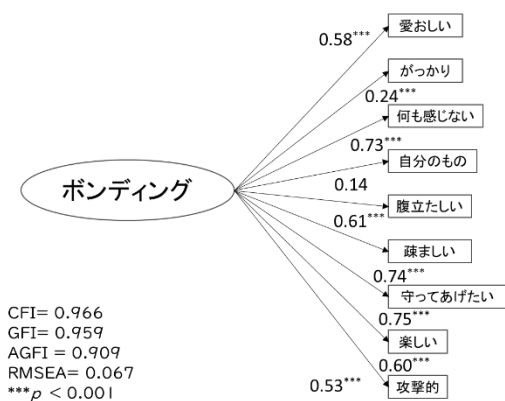 愛おしい
0.58***
がっかり
0.24***
何も感じない
0.73***
自分のもの
0.14
腹立たしい
0.61***
疎ましい
0.74***
守ってあげたい
0.75***
楽しい
0.60***
攻撃的
0.53***
ボンディング
CFI= 0.966
GFI= 0.959
AGFI = 0.909
RMSEA= 0.067
***p < 0.001